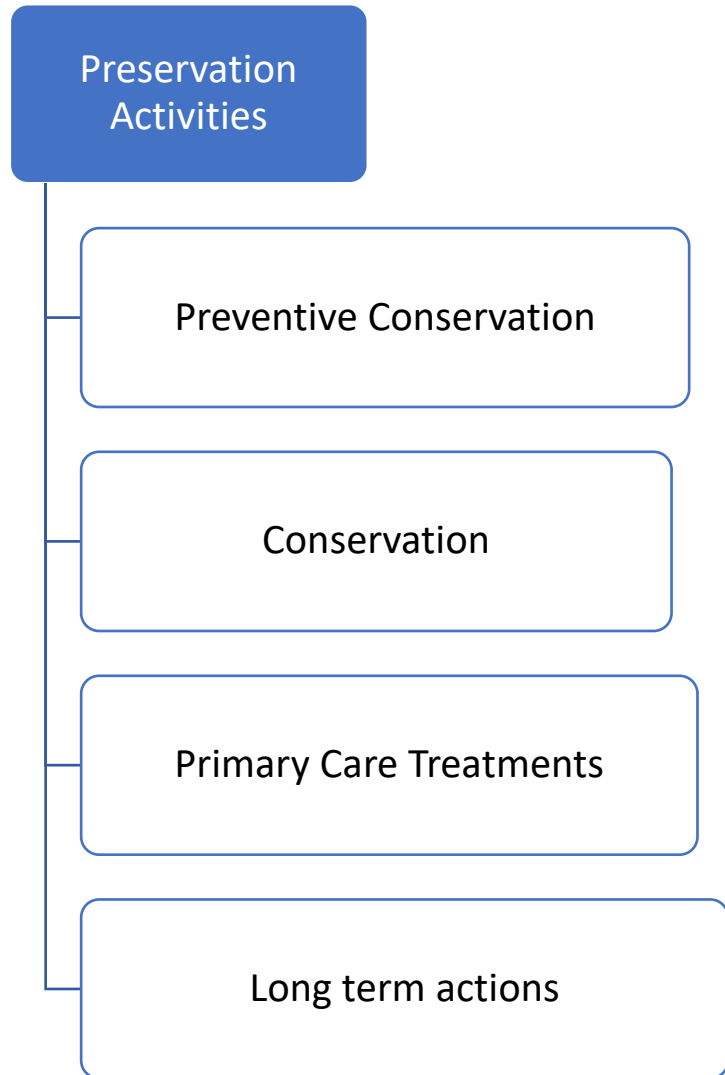 Preservation
Activities
Preventive Conservation
Conservation
Primary Care Treatments
Long term actions